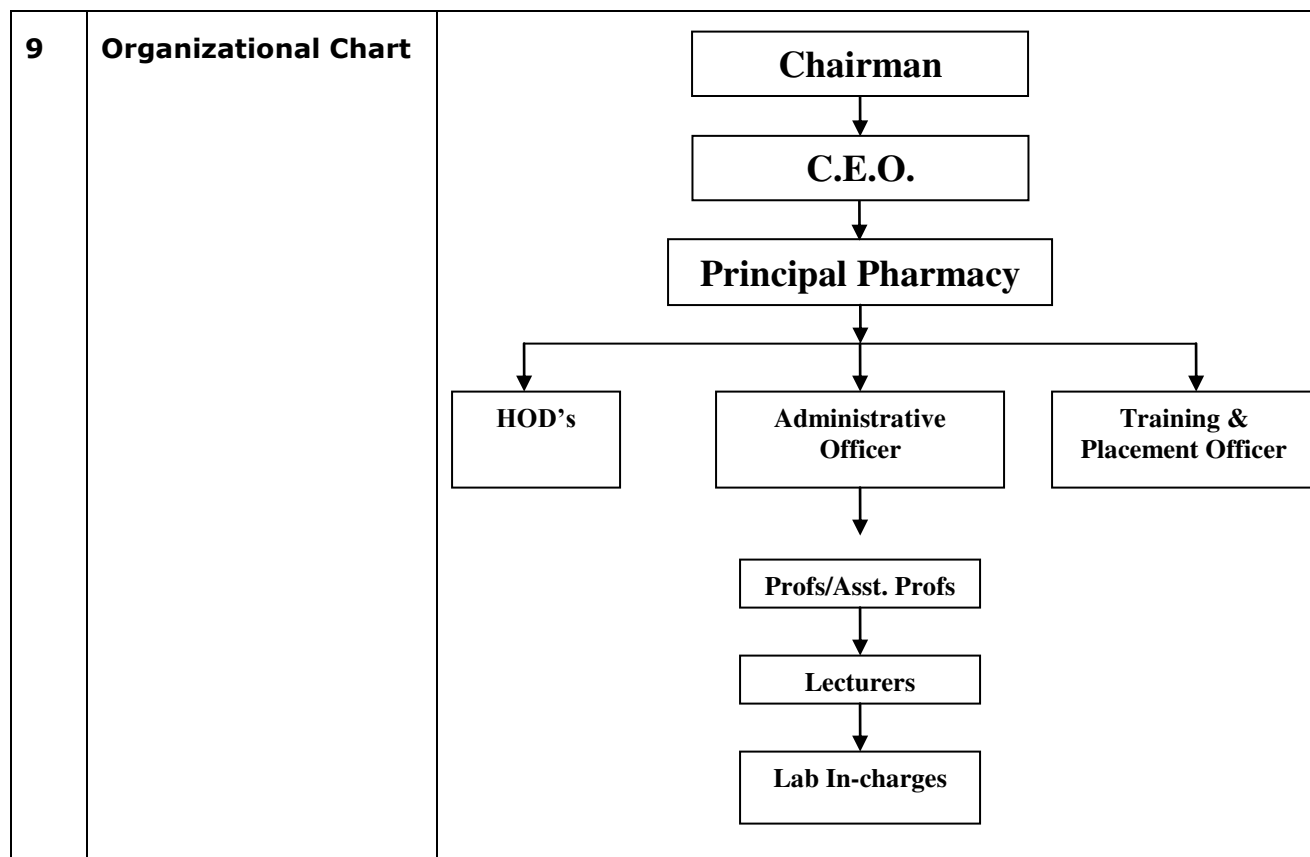 9
Organizational Chart
Chairman
C.E.O.
Principal Pharmacy
HOD’s
Administrative
Officer
Training &
Placement Officer
Profs/Asst. Profs
Lecturers
Lab In-charges